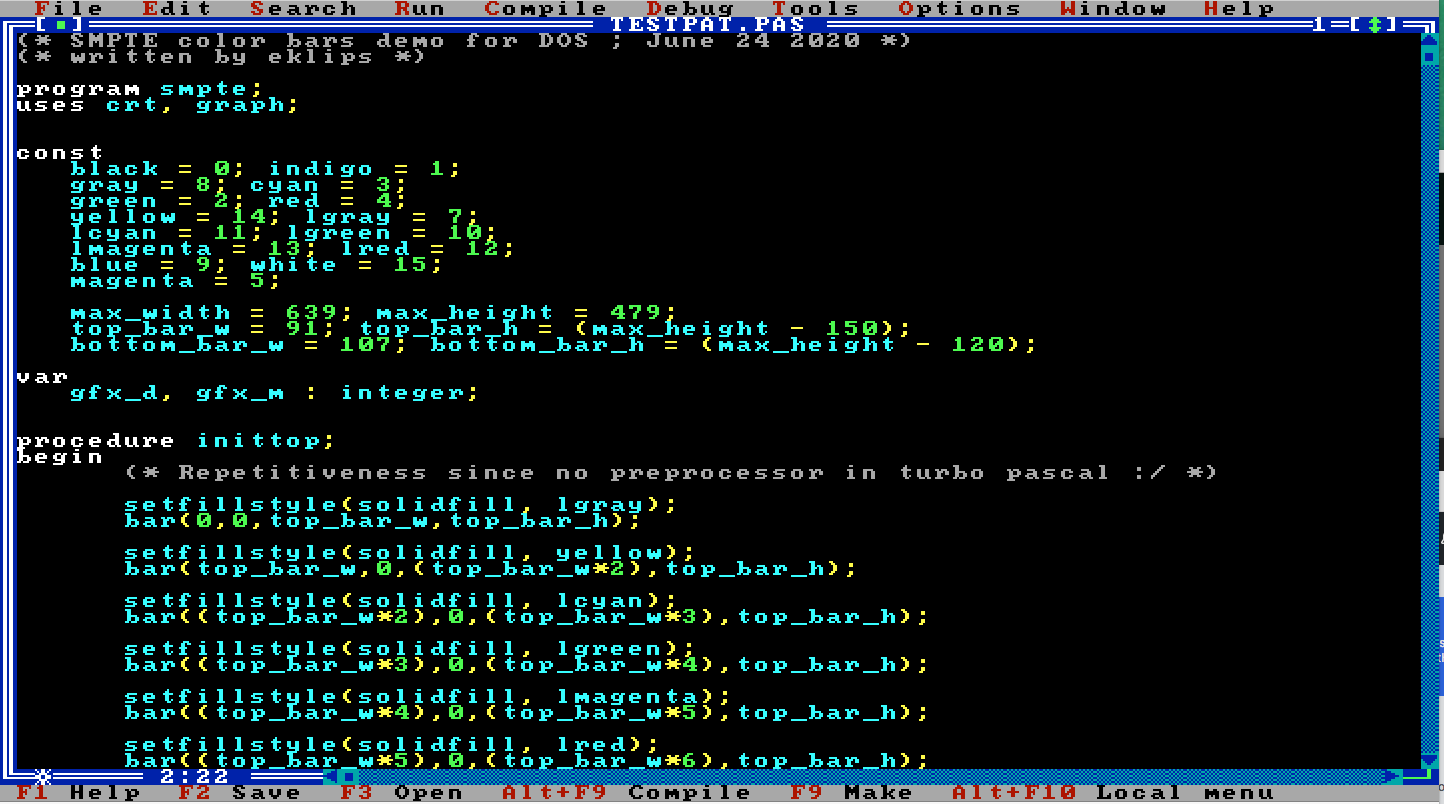 File Edit Search Run Compile Debug Tools Options Window Help
[■] TESTPAT.PAS 1=[↕]
(* SMPTE color bars demo for DOS ; June 24 2020 *)
(* written by eklips *)
program smpte;
uses crt, graph;
const
black = 0; indigo = 1;
gray = 8; cyan = 3;
green = 2; red = 4;
yellow = 14; lgray = 7;
lcyan = 11; lgreen = 10;
lmagenta = 13; lred = 12;
blue = 9; white = 15;
magenta = 5;
max_width = 639; max_height = 479;
top_bar_w = 91; top_bar_h = (max_height - 150);
bottom_bar_w = 107; bottom_bar_h = (max_height - 120);
var
gfx_d, gfx_m : integer;
procedure inittop;
begin
(* Repetitiveness since no preprocessor in turbo pascal :/ *)
setfillstyle(solidfill, lgray);
bar(0,0,top_bar_w,top_bar_h);
setfillstyle(solidfill, yellow);
bar(top_bar_w,0,(top_bar_w*2),top_bar_h);
setfillstyle(solidfill, lcyan);
bar((top_bar_w*2),0,(top_bar_w*3),top_bar_h);
setfillstyle(solidfill, lgreen);
bar((top_bar_w*3),0,(top_bar_w*4),top_bar_h);
setfillstyle(solidfill, lmagenta);
bar((top_bar_w*4),0,(top_bar_w*5),top_bar_h);
setfillstyle(solidfill, lred);
bar((top_bar_w*5),0,(top_bar_w*6),top_bar_h);
2:22
F1 Help F2 Save F3 Open Alt+F9 Compile F9 Make Alt+F10 Local menu